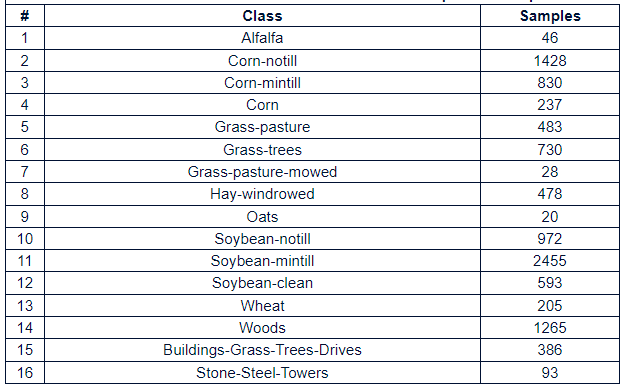 # Class Samples
1 Alfalfa 46
2 Corn-notill 1428
3 Corn-mintill 830
4 Corn 237
5 Grass-pasture 483
6 Grass-trees 730
7 Grass-pasture-mowed 28
8 Hay-windrowed 478
9 Oats 20
10 Soybean-notill 972
11 Soybean-mintill 2455
12 Soybean-clean 593
13 Wheat 205
14 Woods 1265
15 Buildings-Grass-Trees-Drives 386
16 Stone-Steel-Towers 93